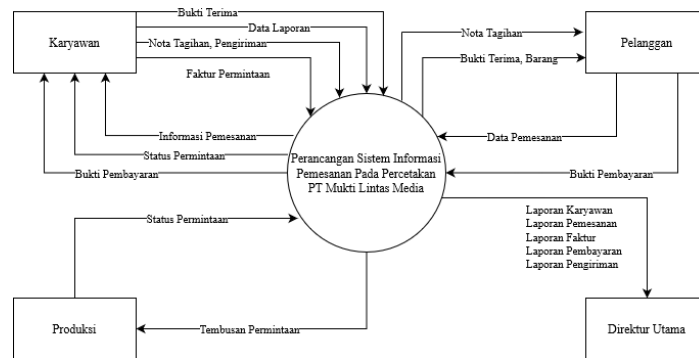 Bukti Terima
Data Laporan
Karyawan
Nota Tagihan, Pengiriman
Nota Tagihan
Pelanggan
Bukti Terima, Barang
Faktur Permintaan
Informasi Pemesanan
Data Pemesanan
Status Permintaan
Bukti Pembayaran
Bukti Pembayaran
Perancangan Sistem Informasi
Pemesanan Pada Percetakan
PT Mukti Lintas Media
Status Permintaan
Laporan Karyawan
Laporan Pemesanan
Laporan Faktur
Laporan Pembayaran
Laporan Pengiriman
Produksi
Tembusan Permintaan
Direktur Utama